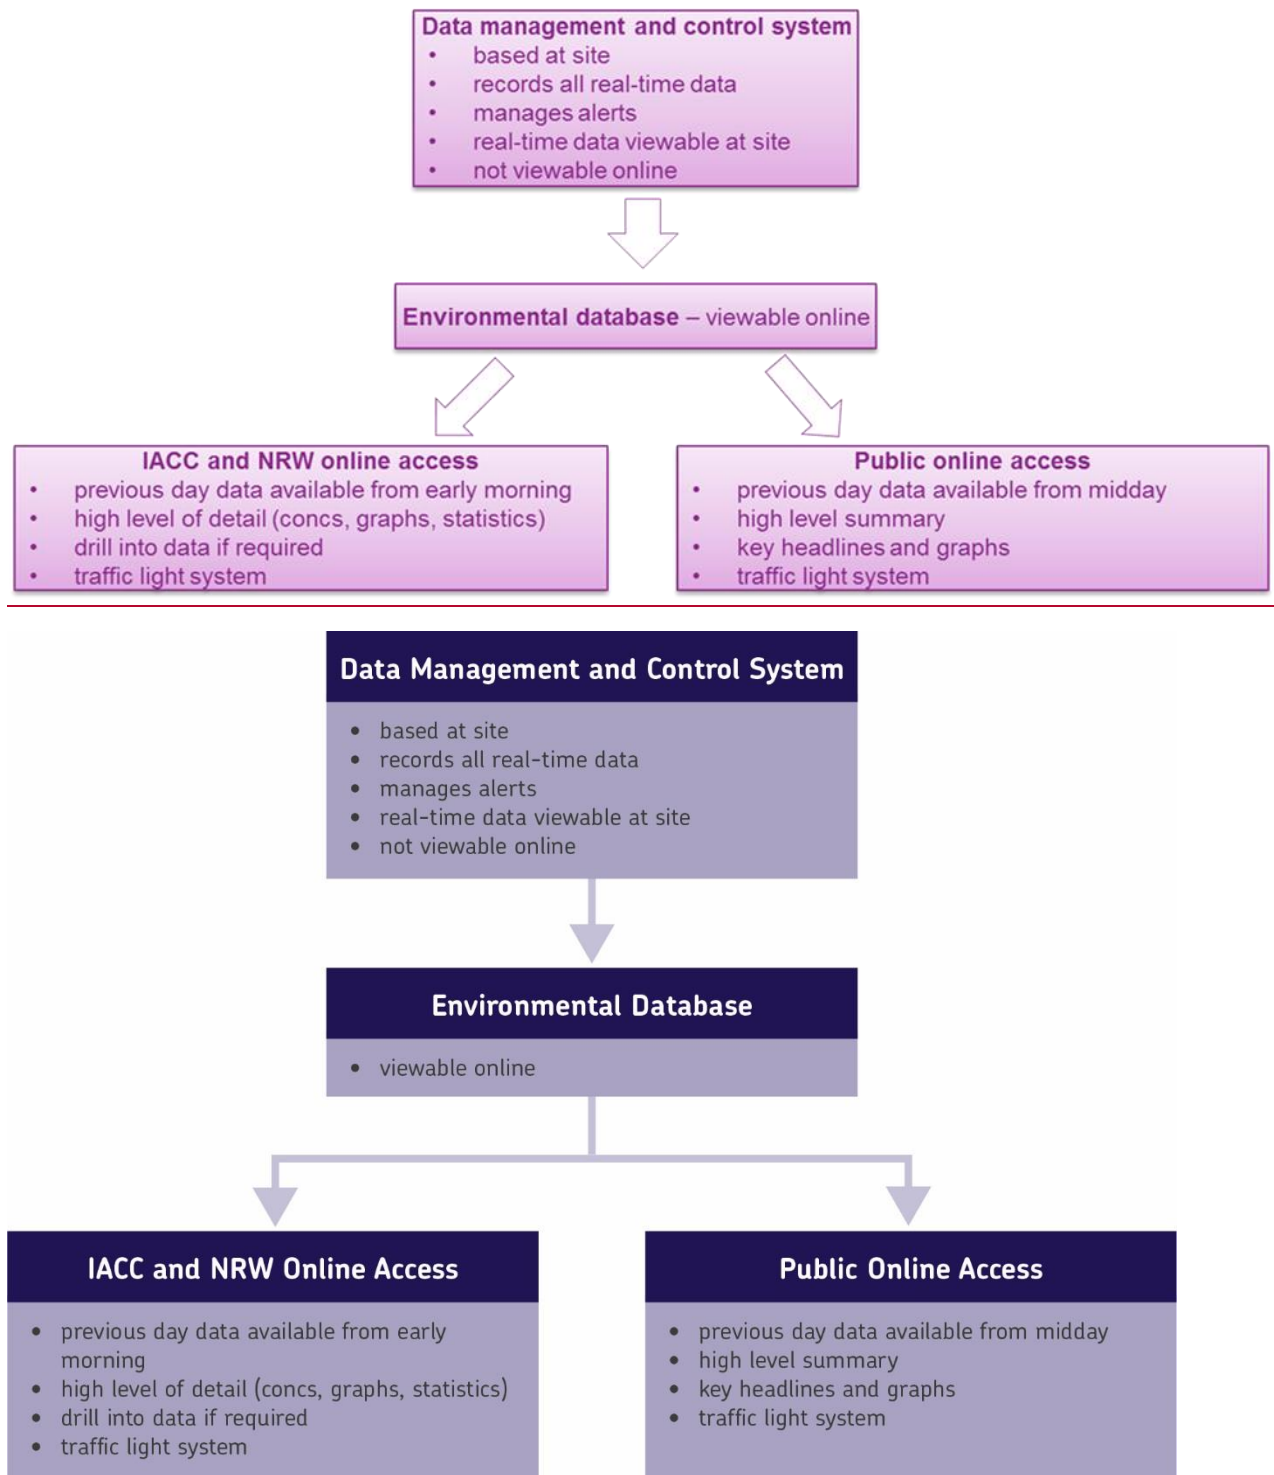 Data management and control system
• based at site
• records all real-time data
• manages alerts
• real-time data viewable at site
• not viewable online
Environmental database – viewable online
IACC and NRW online access
• previous day data available from early morning
• high level of detail (concs, graphs, statistics)
• drill into data if required
• traffic light system
Public online access
• previous day data available from midday
• high level summary
• key headlines and graphs
• traffic light system
Data Management and Control System
• based at site
• records all real-time data
• manages alerts
• real-time data viewable at site
• not viewable online
Environmental Database
• viewable online
IACC and NRW Online Access
• previous day data available from early
morning
• high level of detail (concs, graphs, statistics)
• drill into data if required
• traffic light system
Public Online Access
• previous day data available from midday
• high level summary
• key headlines and graphs
• traffic light system